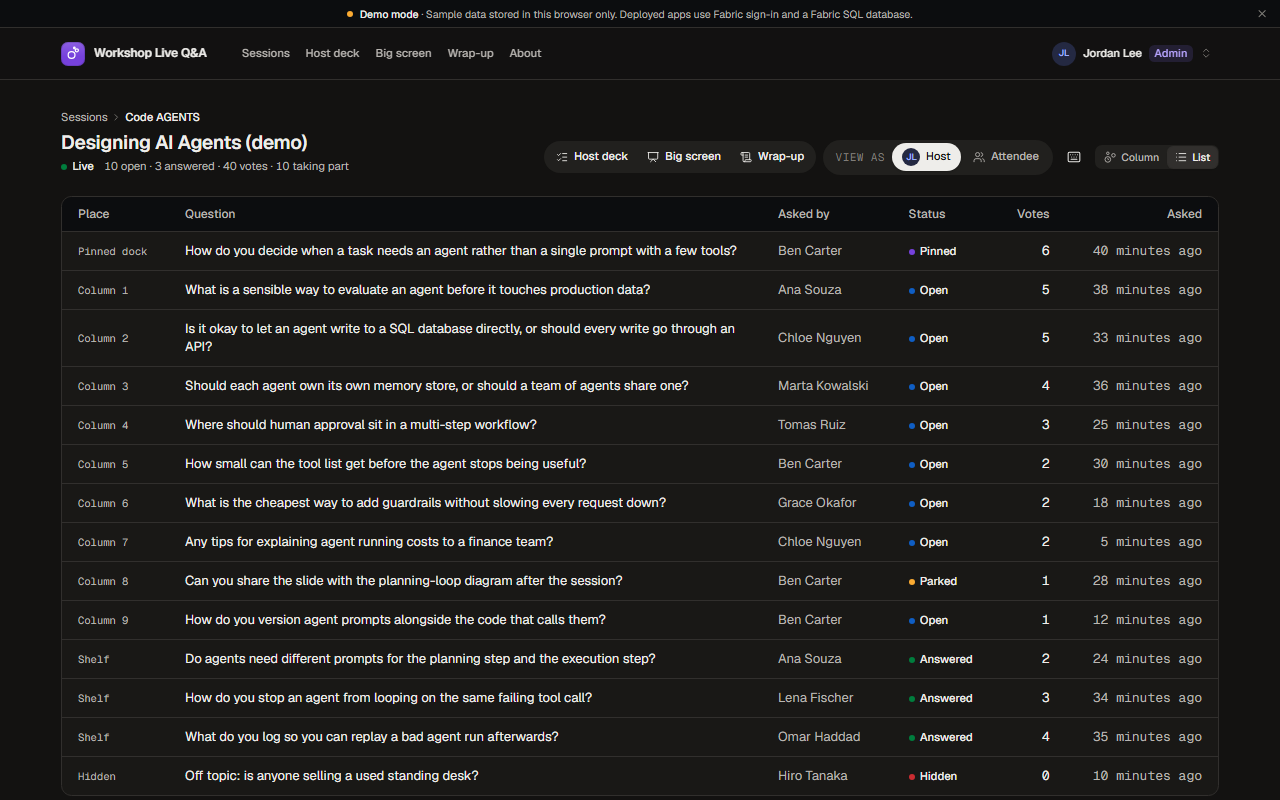 Demo mode · Sample data stored in this browser only. Deployed apps use Fabric sign-in and a Fabric SQL database.
Workshop Live Q&A Sessions Host deck Big screen Wrap-up About JL Jordan Lee Admin
Sessions › Code AGENTS
Designing AI Agents (demo)
Live 10 open · 3 answered · 40 votes · 10 taking part
Host deck Big screen Wrap-up VIEW AS JL Host Attendee Column List
Place Question Asked by Status Votes Asked
Pinned dock How do you decide when a task needs an agent rather than a single prompt with a few tools? Ben Carter Pinned 6 40 minutes ago
Column 1 What is a sensible way to evaluate an agent before it touches production data? Ana Souza Open 5 38 minutes ago
Column 2 Is it okay to let an agent write to a SQL database directly, or should every write go through an
API? Chloe Nguyen Open 5 33 minutes ago
Column 3 Should each agent own its own memory store, or should a team of agents share one? Marta Kowalski Open 4 36 minutes ago
Column 4 Where should human approval sit in a multi-step workflow? Tomas Ruiz Open 3 25 minutes ago
Column 5 How small can the tool list get before the agent stops being useful? Ben Carter Open 2 30 minutes ago
Column 6 What is the cheapest way to add guardrails without slowing every request down? Grace Okafor Open 2 18 minutes ago
Column 7 Any tips for explaining agent running costs to a finance team? Chloe Nguyen Open 2 5 minutes ago
Column 8 Can you share the slide with the planning-loop diagram after the session? Ben Carter Parked 1 28 minutes ago
Column 9 How do you version agent prompts alongside the code that calls them? Ben Carter Open 1 12 minutes ago
Shelf Do agents need different prompts for the planning step and the execution step? Ana Souza Answered 2 24 minutes ago
Shelf How do you stop an agent from looping on the same failing tool call? Lena Fischer Answered 3 34 minutes ago
Shelf What do you log so you can replay a bad agent run afterwards? Omar Haddad Answered 4 35 minutes ago
Hidden Off topic: is anyone selling a used standing desk? Hiro Tanaka Hidden 0 10 minutes ago